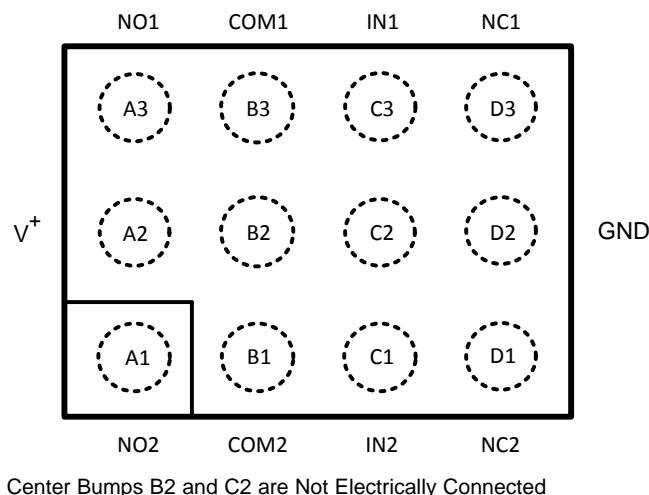 NO1 COM1 IN1 NC1
A3 B3 C3 D3
V+ A2 B2 C2 D2 GND
A1 B1 C1 D1
NO2 COM2 IN2 NC2
Center Bumps B2 and C2 are Not Electrically Connected